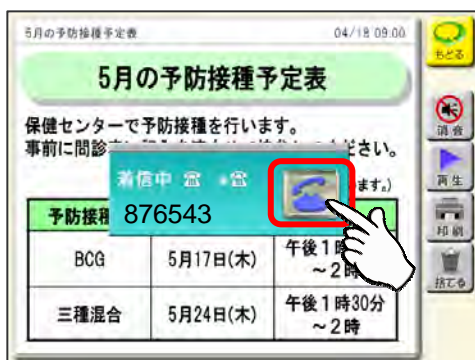 5月の予防接種予定表
04/18 09:00
5月の予防接種予定表
保健センターで予防接種を行います。
事前に問診
さい。
ます。)
着信中 ☎
876543
予防接種
BCG
5月17日(木)
午後1時
～2時
三種混合
5月24日(木)
午後1時30分
～2時
もどる
消音
再生
印刷
捨てる